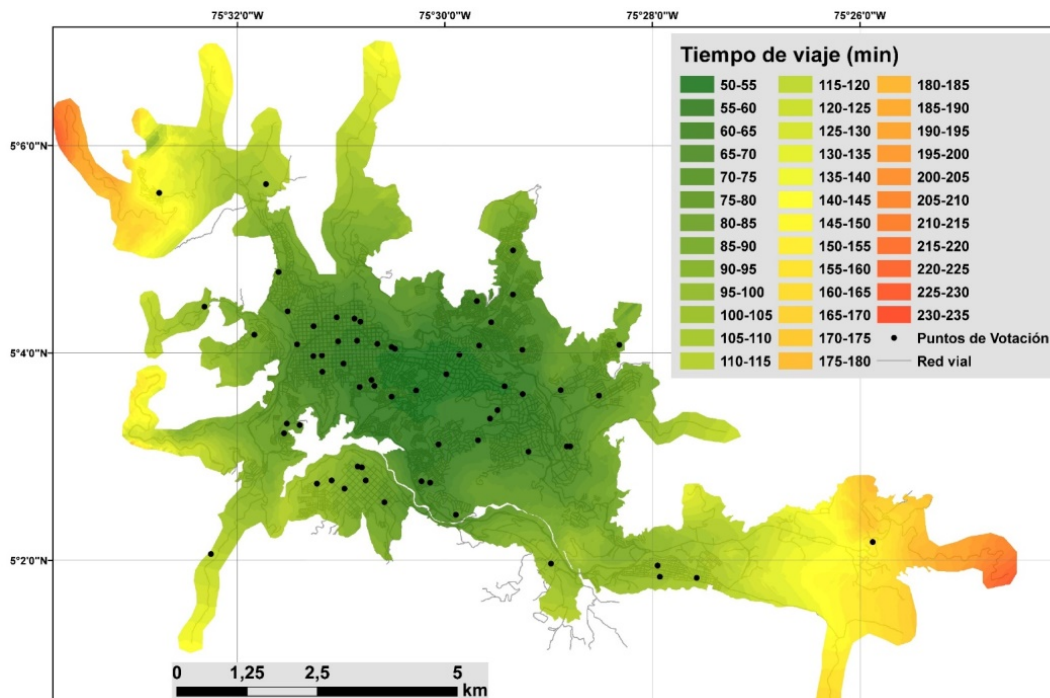 75°32'0"W 75°30'0"W 75°28'0"W 75°26'0"W
Tiempo de viaje (min)
50-55 115-120 180-185
55-60 120-125 185-190
60-65 125-130 190-195
65-70 130-135 195-200
70-75 135-140 200-205
75-80 140-145 205-210
80-85 145-150 210-215
85-90 150-155 215-220
90-95 155-160 220-225
95-100 160-165 225-230
100-105 165-170 230-235
105-110 170-175 Puntos de Votación
110-115 175-180 Red vial
5°6'0"N
5°4'0"N
5°2'0"N
0 1,25 2,5 5
km